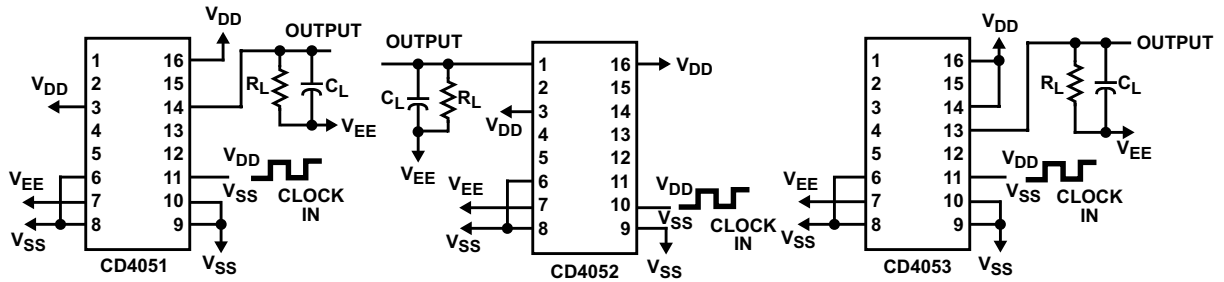 VDD
OUTPUT
1 16
2 15
VDD
3 14
RL
CL
4 13
VEE
5 12
VDD
6 11
VSS
CLOCK
IN
VEE
7 10
8 9
VSS
VSS
CD4051
OUTPUT
1 16
VDD
2 15
CL
RL
3 14
VDD
4 13
VEE
5 12
6 11
VEE
VDD
7 10
VSS
CLOCK
IN
8 9
VSS
VSS
CD4052
VDD
OUTPUT
1 16
2 15
RL
CL
3 14
4 13
VEE
5 12
VDD
6 11
VSS
CLOCK
IN
VEE
7 10
8 9
VSS
VSS
CD4053